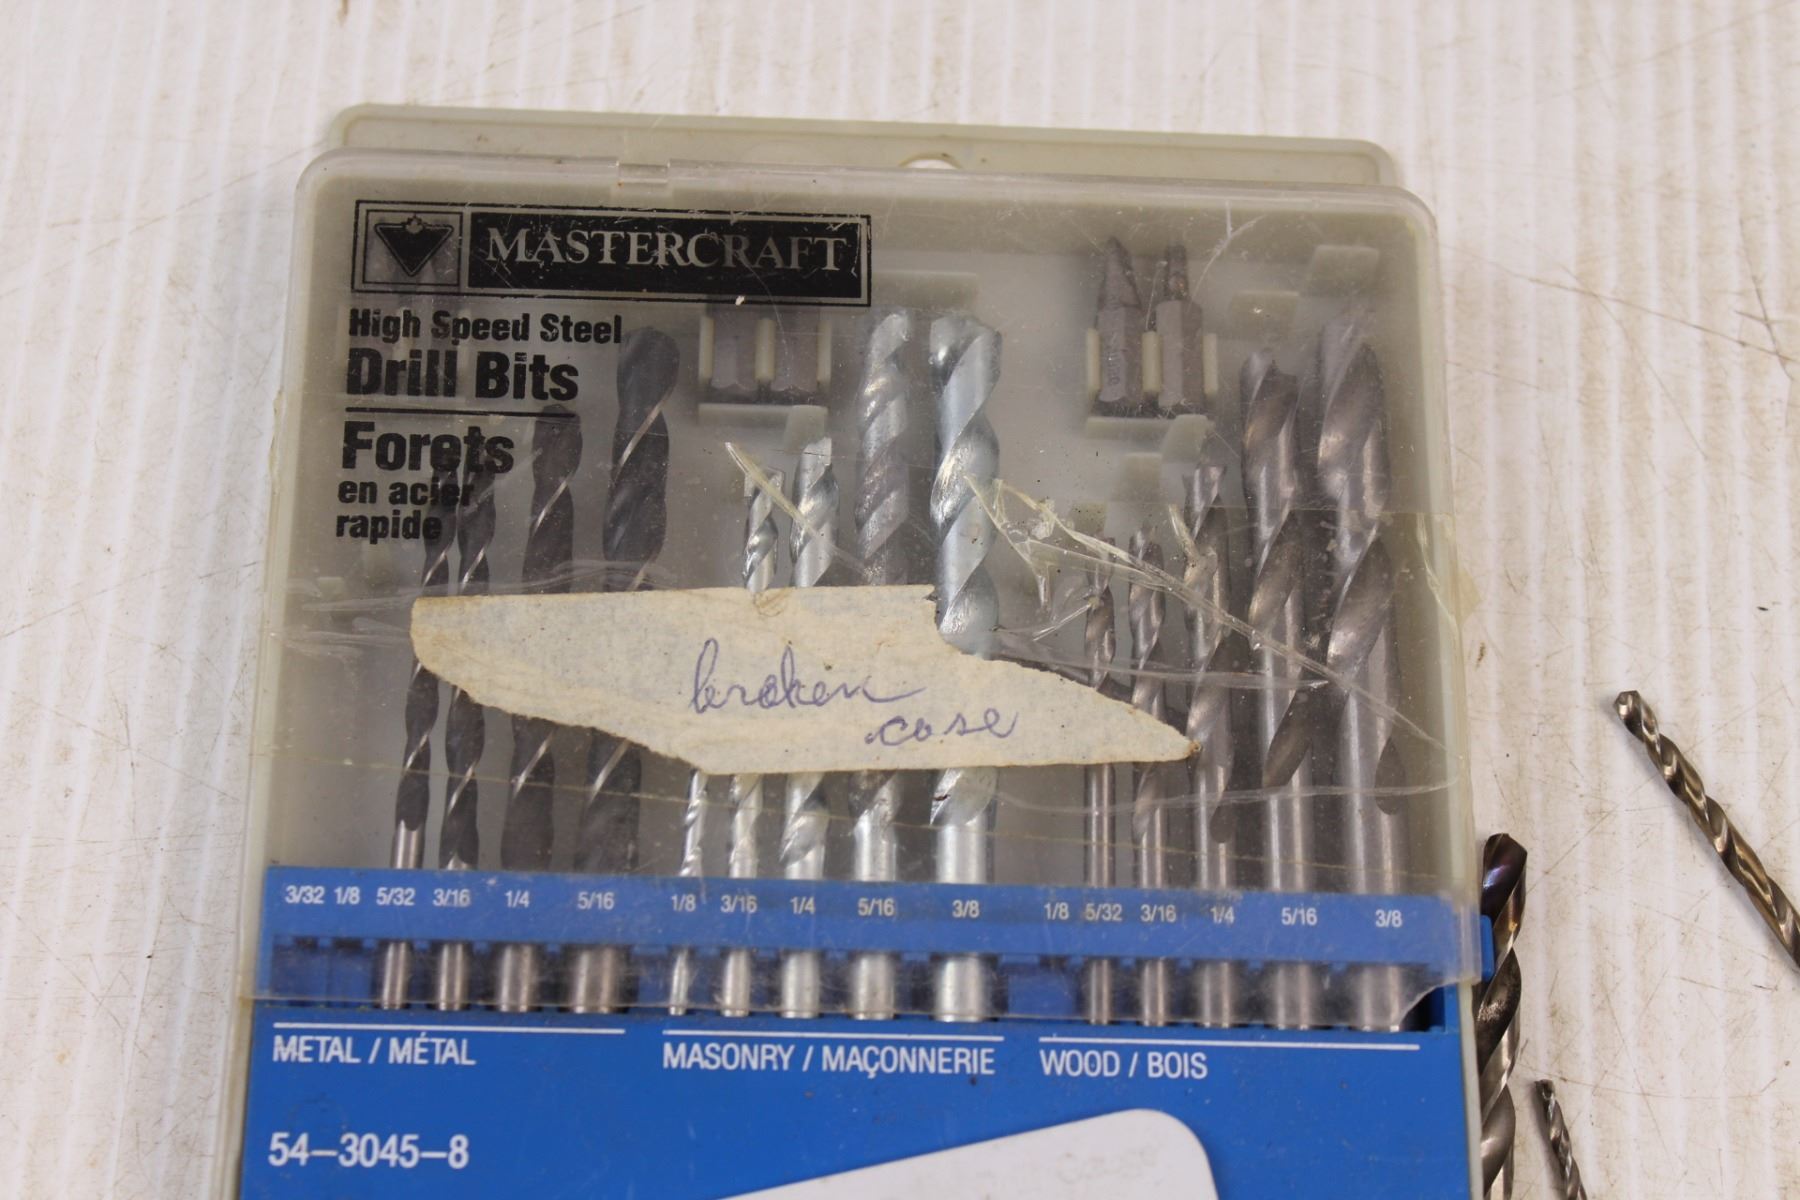 MASTERCRAFT
High Speed Steel
Drill Bits
Forets
en acier
rapide
broken
case
3/32 1/8 5/32 3/16 1/4 5/16 1/8 3/16 1/4 5/16 3/8 1/8 5/32 3/16 1/4 5/16 3/8
METAL / MÉTAL MASONRY / MAÇONNERIE WOOD / BOIS
54-3045-8